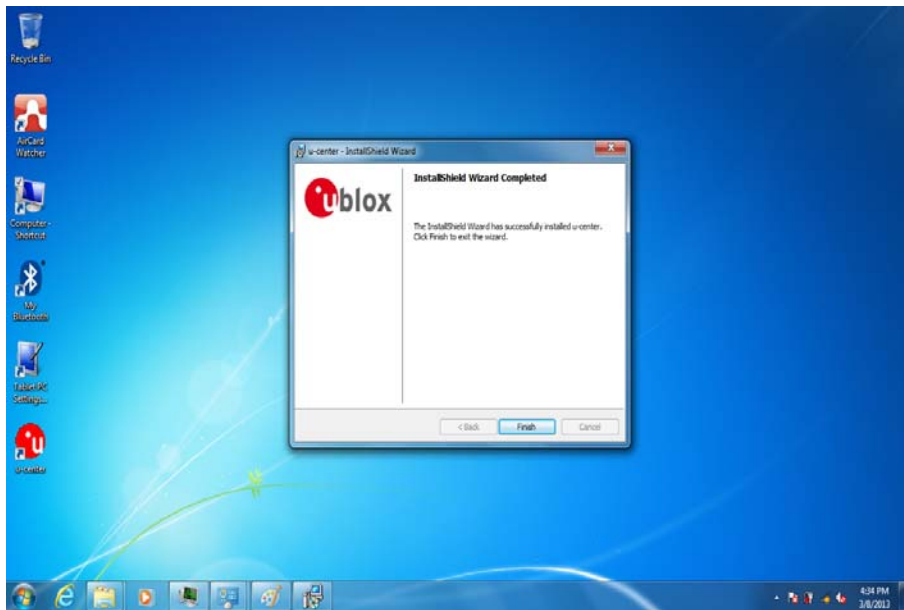 Recycle Bin
AirCard
Watcher
Computer -
Shortcut
My
Bluetooth
Tablet PC
Settings...
u-center
u-center - InstallShield Wizard
ublox
InstallShield Wizard Completed
The InstallShield Wizard has successfully installed u-center.
Click Finish to exit the wizard.
< Back
Finish
Cancel
4:34 PM
3/8/2013